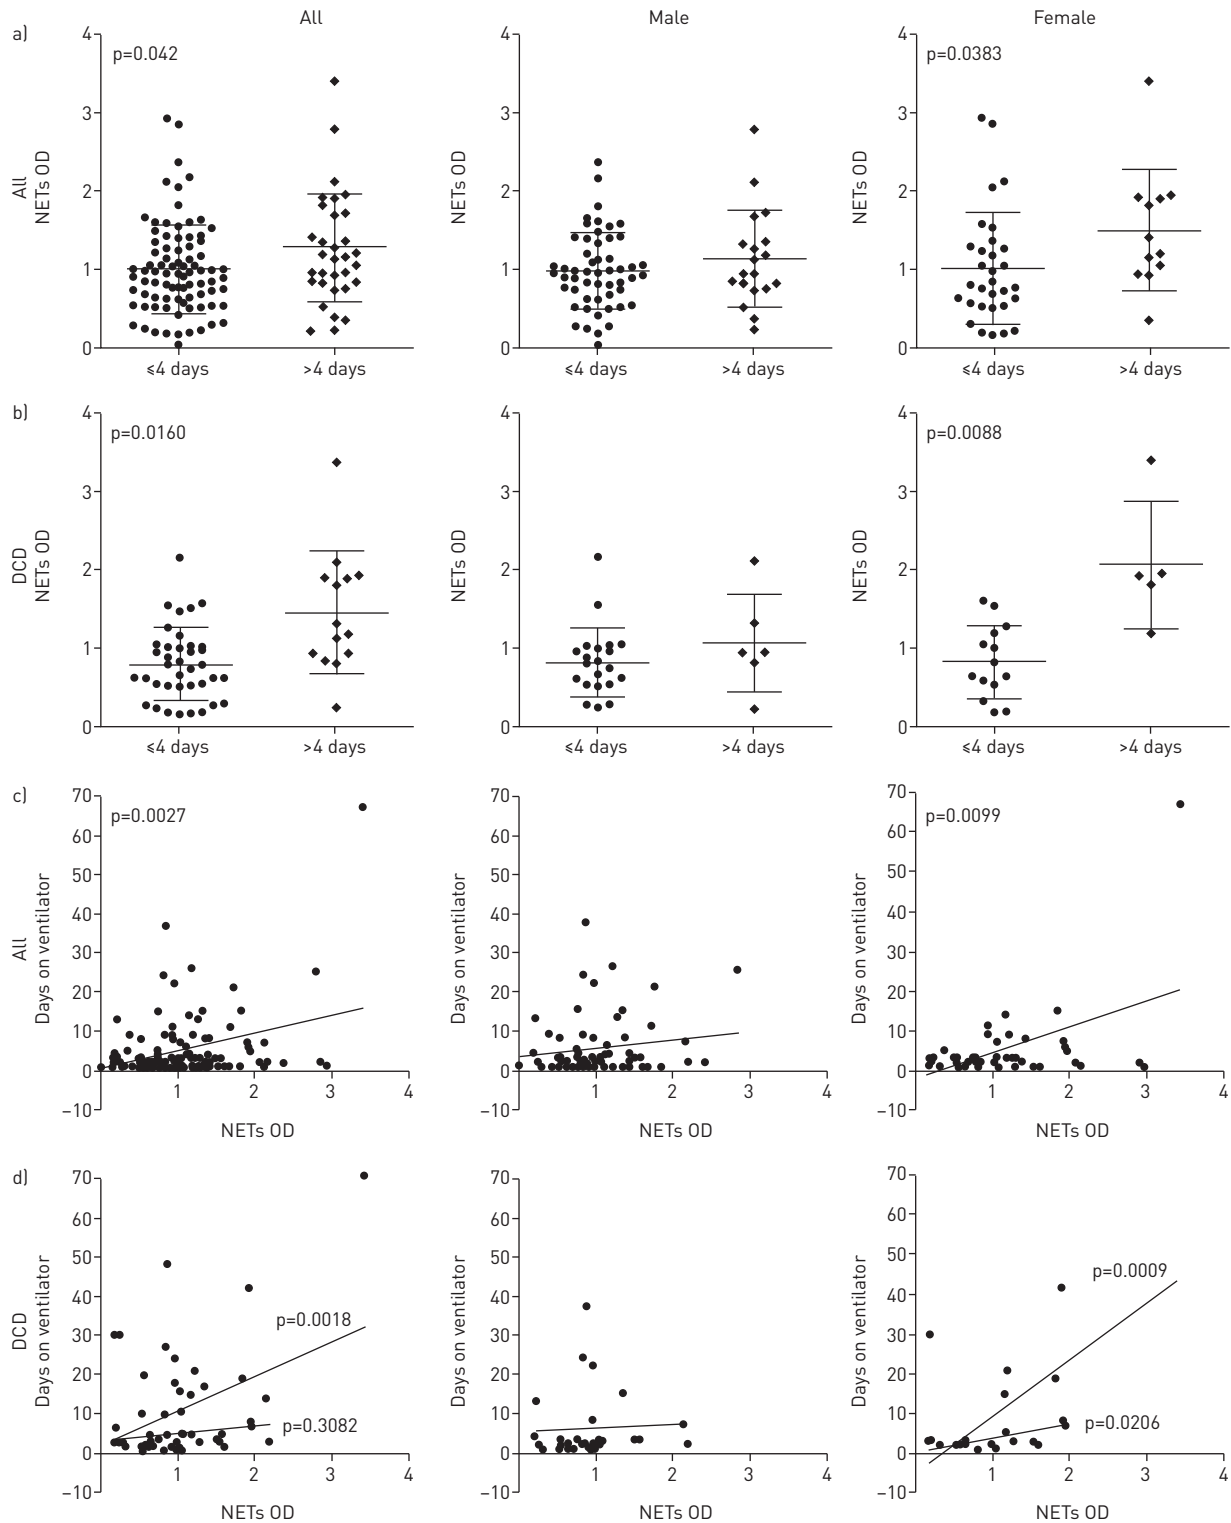 All
Male
Female
a)
All
NETs OD
4
3
2
1
0
p=0.042
≤4 days
>4 days
NETs OD
4
3
2
1
0
≤4 days
>4 days
NETs OD
4
3
2
1
0
p=0.0383
≤4 days
>4 days
b)
DCD
NETs OD
4
3
2
1
0
p=0.0160
≤4 days
>4 days
NETs OD
4
3
2
1
0
≤4 days
>4 days
NETs OD
4
3
2
1
0
p=0.0088
≤4 days
>4 days
c)
All
Days on ventilator
70
60
50
40
30
20
10
0
–10
p=0.0027
1
2
3
4
NETs OD
Days on ventilator
70
60
50
40
30
20
10
0
–10
1
2
3
4
NETs OD
Days on ventilator
70
60
50
40
30
20
10
0
–10
p=0.0099
1
2
3
4
NETs OD
d)
DCD
Days on ventilator
70
60
50
40
30
20
10
0
–10
p=0.0018
p=0.3082
1
2
3
4
NETs OD
Days on ventilator
70
60
50
40
30
20
10
0
–10
1
2
3
4
NETs OD
Days on ventilator
70
60
50
40
30
20
10
0
–10
p=0.0009
p=0.0206
1
2
3
4
NETs OD